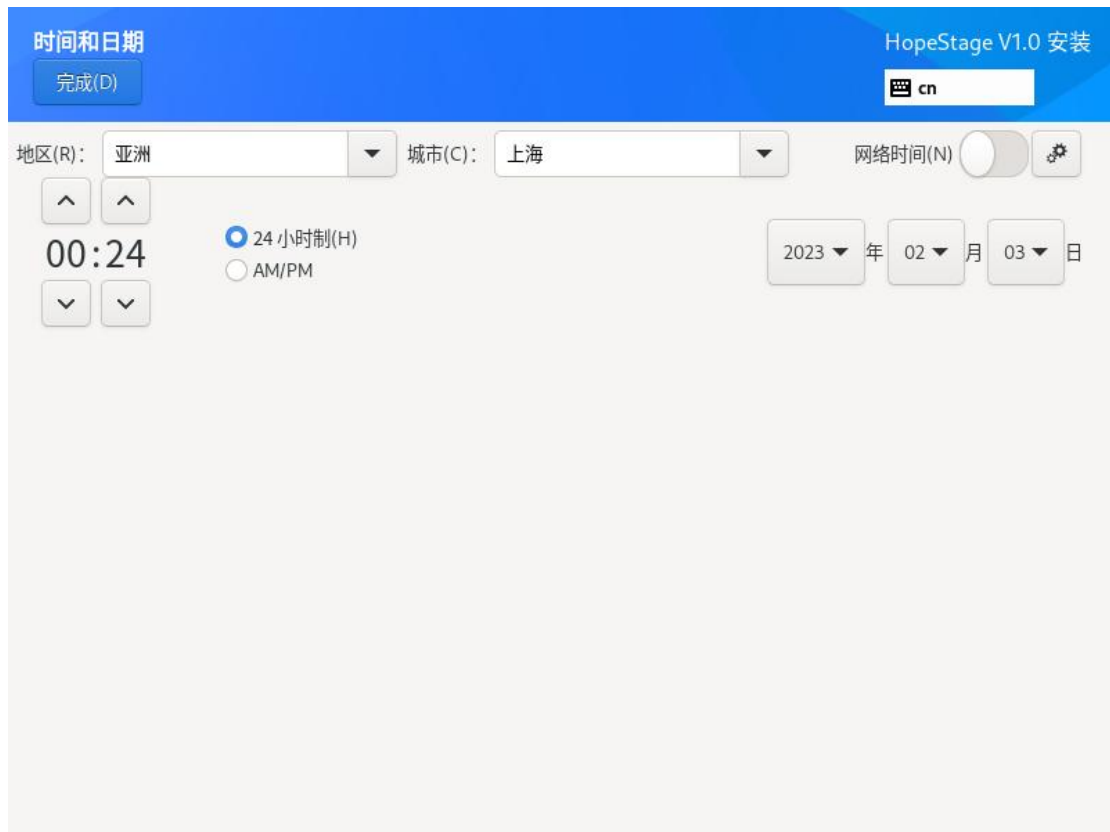 时间和日期
HopeStage V1.0 安装
完成(D)
cn
地区(R)： 亚洲 城市(C)： 上海 网络时间(N)
00:24
24 小时制(H)
AM/PM
2023 年 02 月 03 日